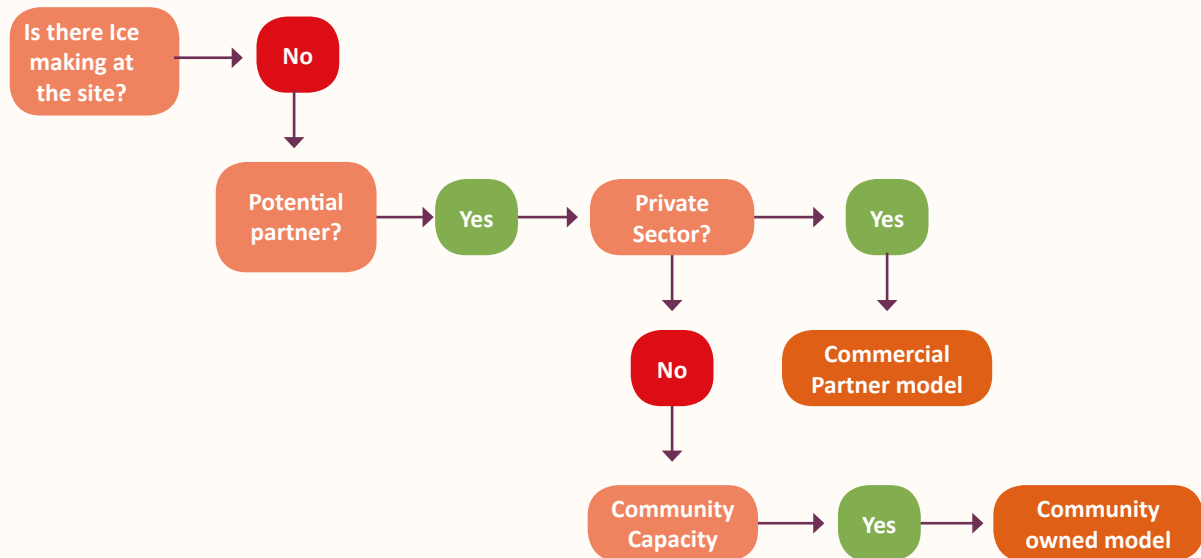 Is there Ice
making at
the site?
No
Potential
partner?
Yes
Private
Sector?
Yes
No
Commercial
Partner model
Community
Capacity
Yes
Community
owned model